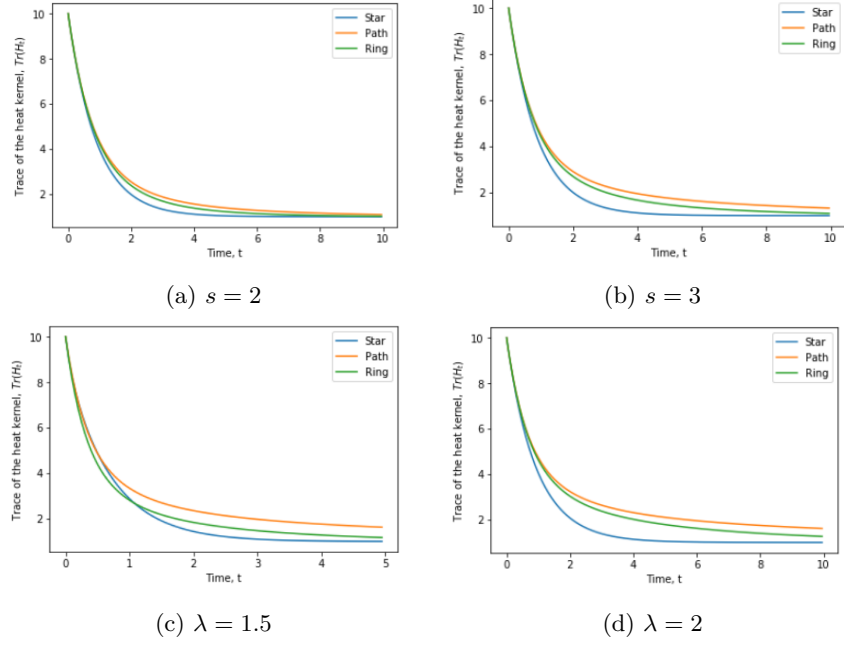 Trace of the heat kernel, Tr(Hₜ)
10
8
6
4
2
0
2
4
6
8
10
Time, t
Star
Path
Ring
(a) s = 2
Trace of the heat kernel, Tr(Hₜ)
10
8
6
4
2
0
2
4
6
8
10
Time, t
Star
Path
Ring
(b) s = 3
Trace of the heat kernel, Tr(Hₜ)
10
8
6
4
2
0
1
2
3
4
5
Time, t
Star
Path
Ring
(c) λ = 1.5
Trace of the heat kernel, Tr(Hₜ)
10
8
6
4
2
0
2
4
6
8
10
Time, t
Star
Path
Ring
(d) λ = 2